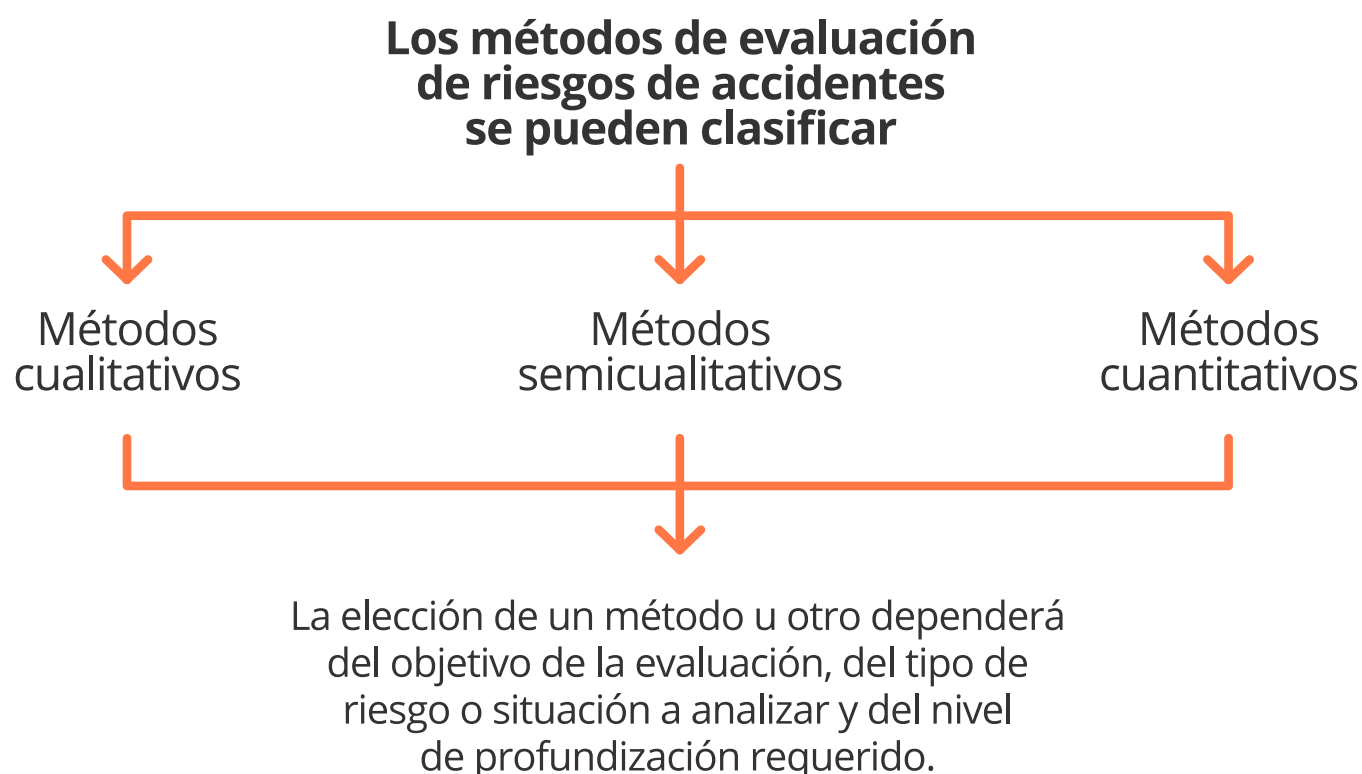 Los métodos de evaluación
de riesgos de accidentes
se pueden clasificar
Métodos
cualitativos
Métodos
semicualitativos
Métodos
cuantitativos
La elección de un método u otro dependerá
del objetivo de la evaluación, del tipo de
riesgo o situación a analizar y del nivel
de profundización requerido.